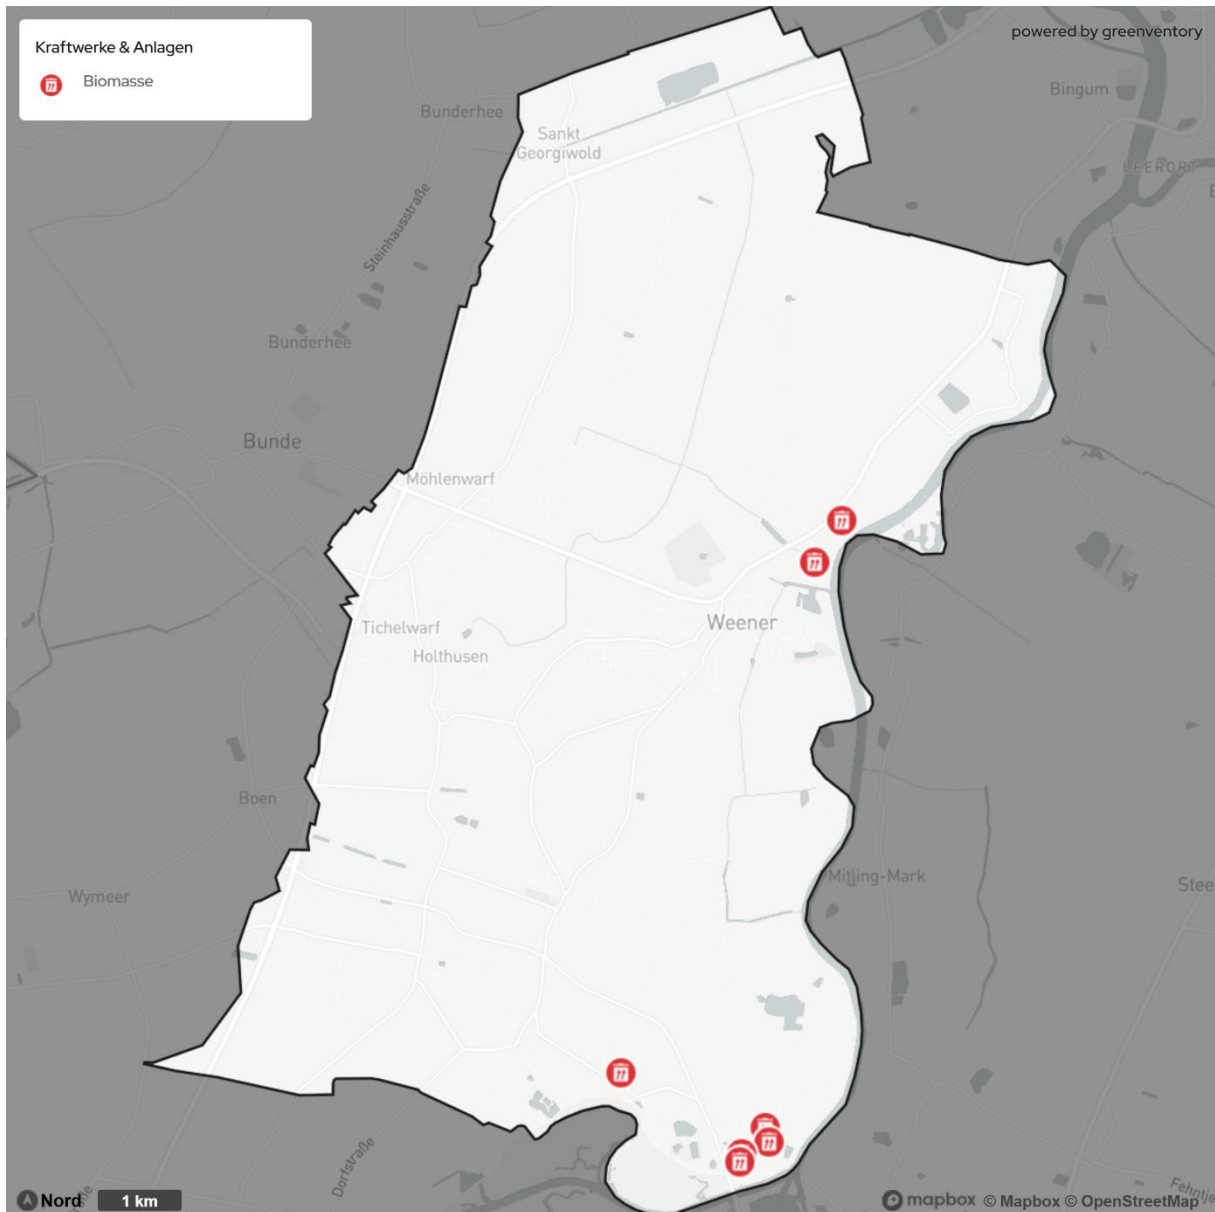 Kraftwerke & Anlagen
Biomasse
powered by greenventory
Bingum
Bunderhee
Sankt
Georgiwold
LEERORT
Steinhausstraße
Bunderhee
Bunde
Möhlenwarf
Weener
Tichelwarf
Holthusen
Boen
Mitling-Mark
Wymeer
Stee
Dorfstraße
Fehntje
Nord
1 km
mapbox © Mapbox © OpenStreetMap